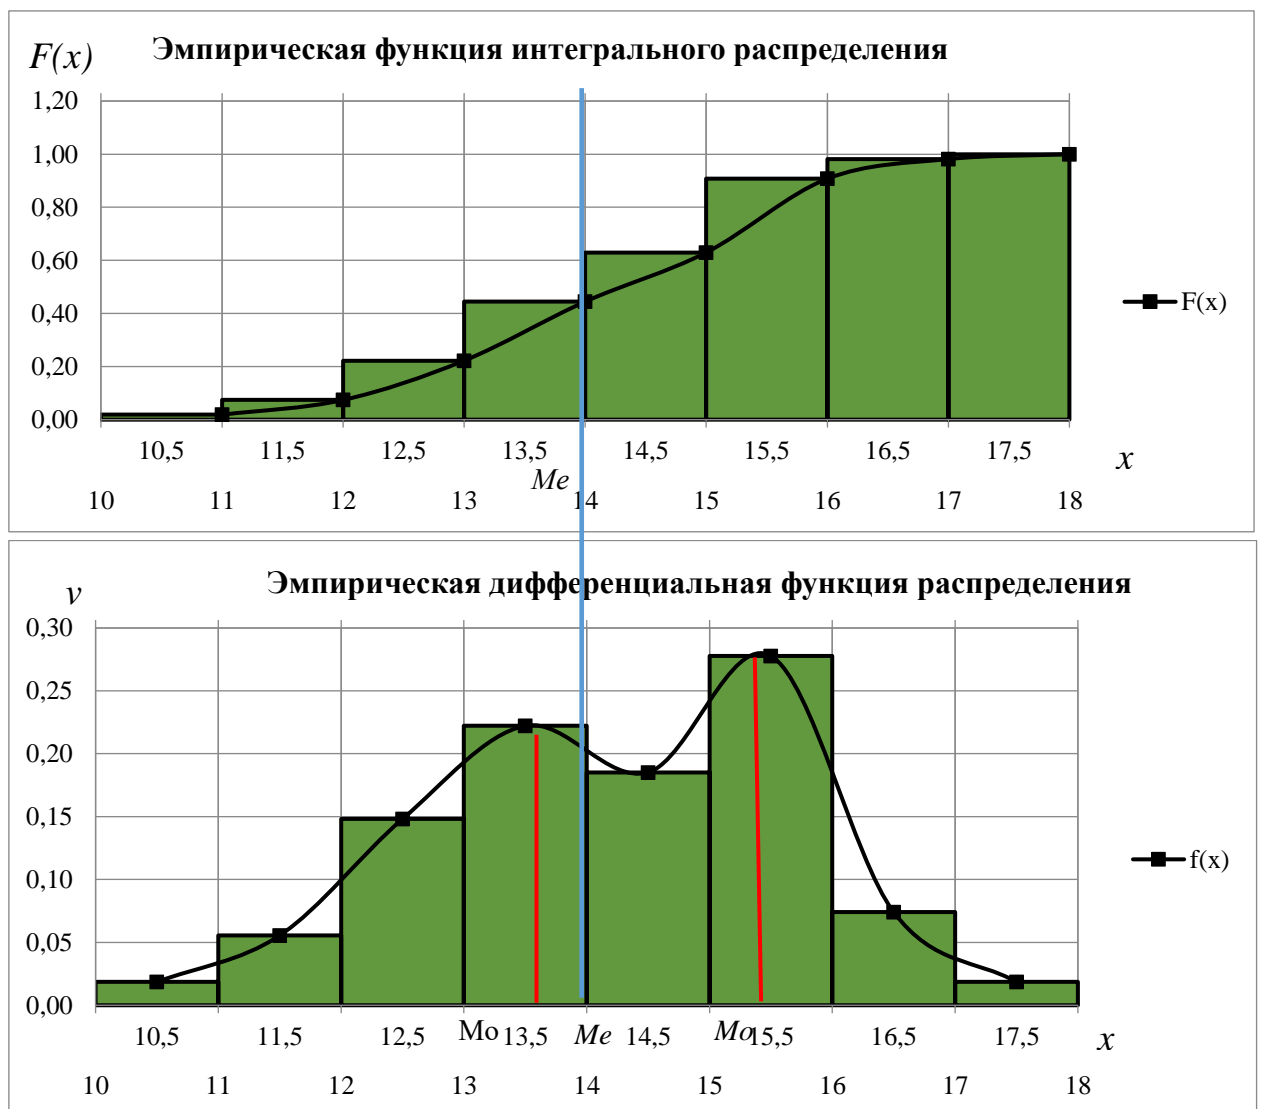 Эмпирическая функция интегрального распределения
F(x)
1,20
1,00
0,80
0,60
0,40
0,20
0,00
F(x)
10,5 11,5 12,5 13,5 14,5 15,5 16,5 17,5 x
Me
10 11 12 13 14 15 16 17 18
Эмпирическая дифференциальная функция распределения
v
0,30
0,25
0,20
0,15
0,10
0,05
0,00
f(x)
10,5 11,5 12,5 Mo 13,5 Me 14,5 Mo 15,5 16,5 17,5 x
10 11 12 13 14 15 16 17 18